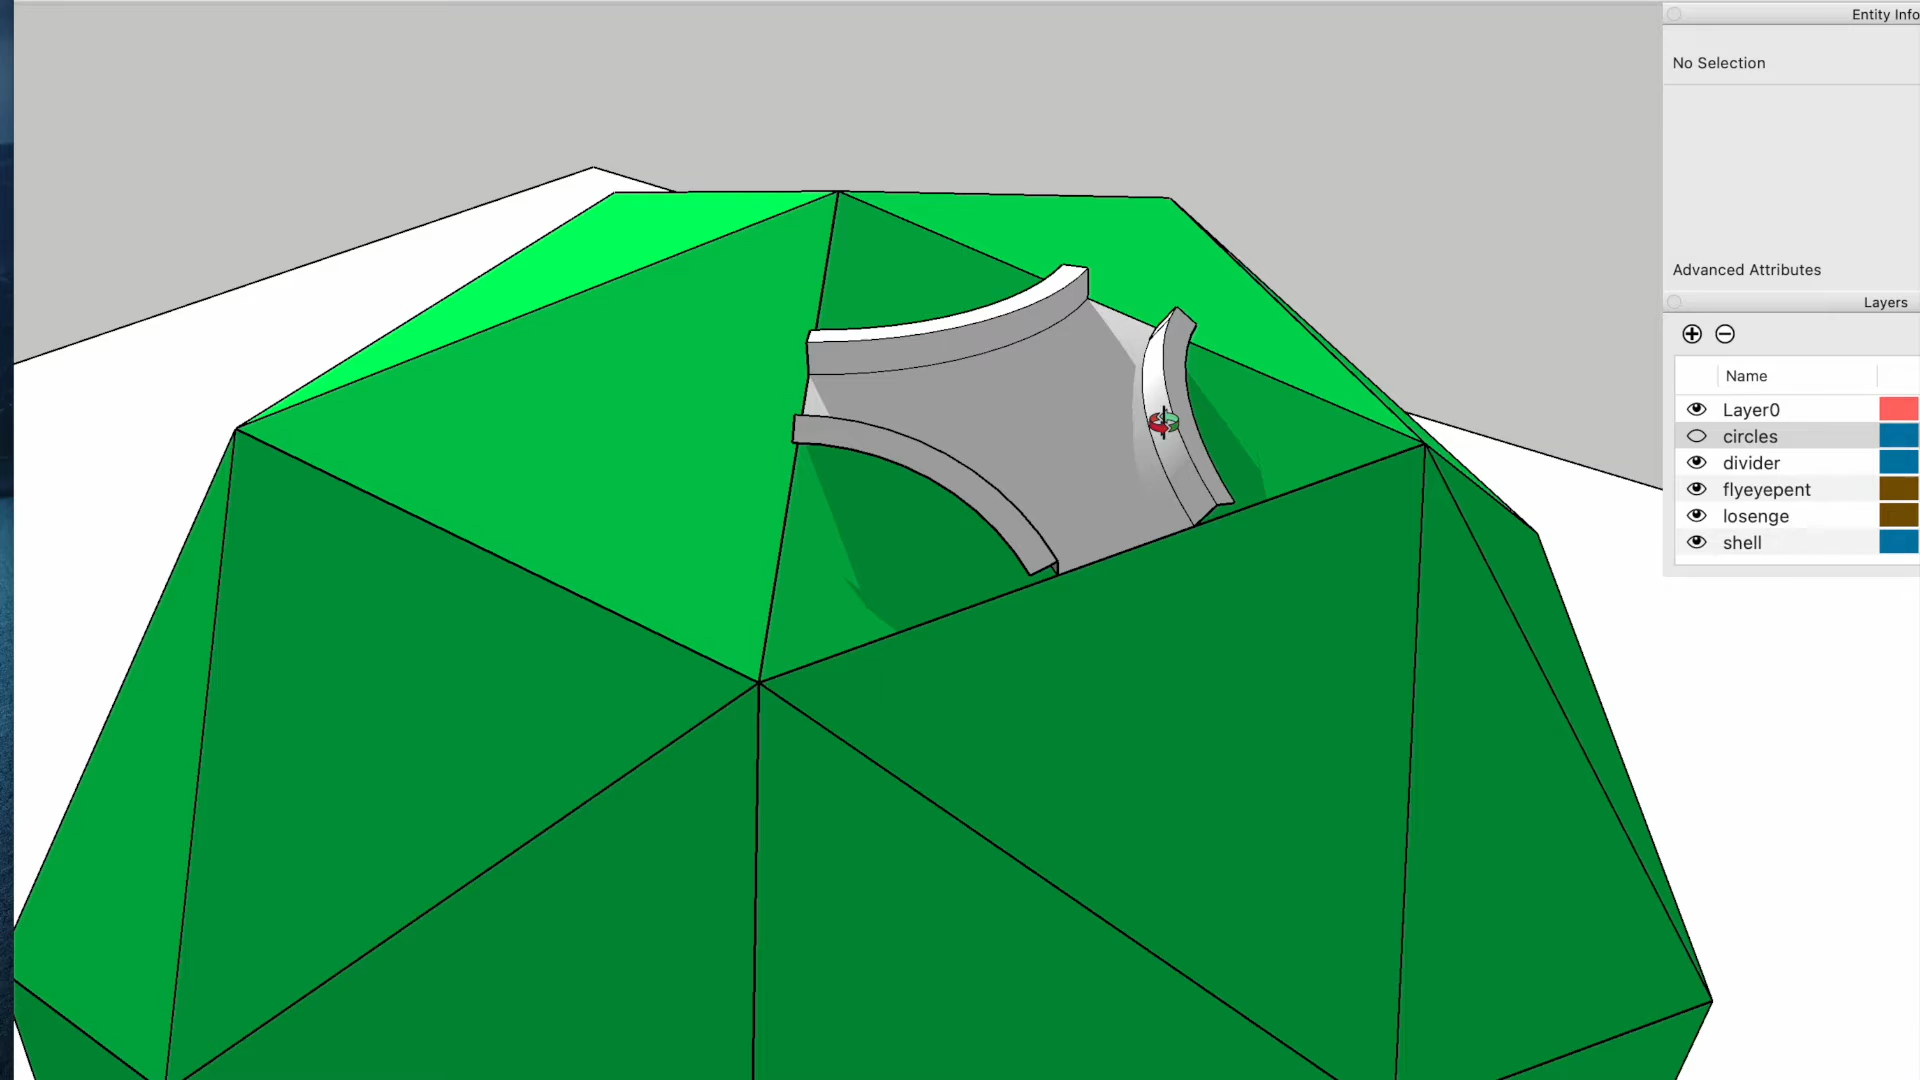 Entity Info
No Selection
Advanced Attributes
Layers
Name
Layer0
circles
divider
flyeyepent
losenge
shell